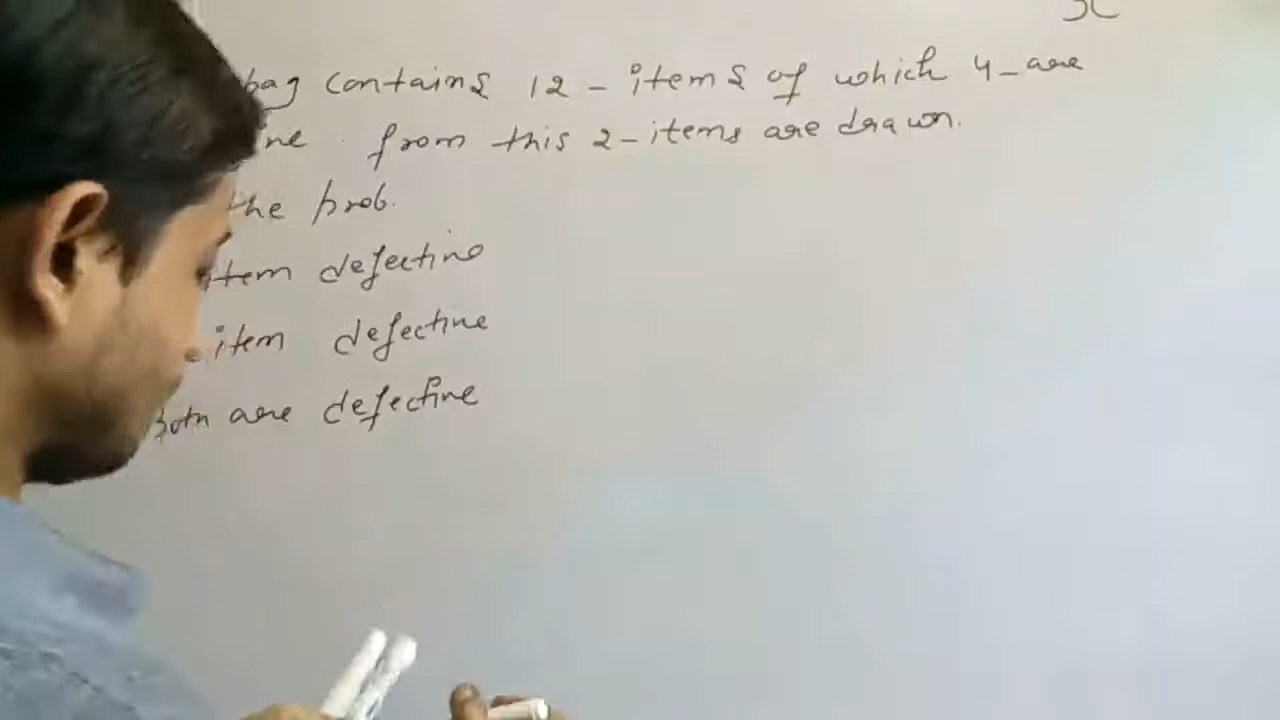 bag contains 12 - items of which 4 - are
from this 2 - items are drawn.
the prob.
item defective
item defective
both are defective